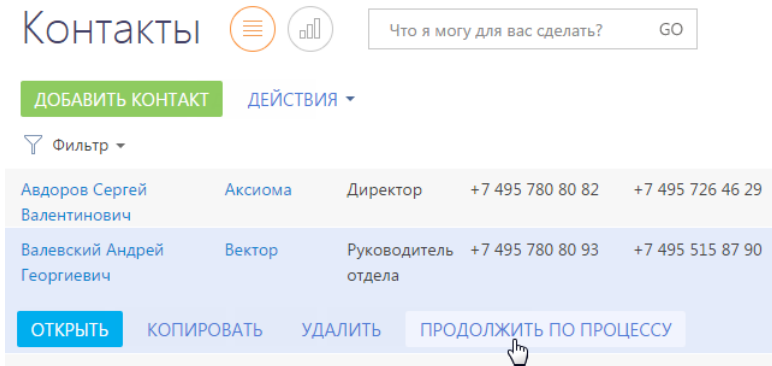 Контакты Что я могу для вас сделать? GO
ДОБАВИТЬ КОНТАКТ ДЕЙСТВИЯ
Фильтр
Авдоров Сергей Аксиома Директор +7 495 780 80 82 +7 495 726 46 29
Валентинович
Валевский Андрей Вектор Руководитель +7 495 780 80 93 +7 495 515 87 90
Георгиевич отдела
ОТКРЫТЬ КОПИРОВАТЬ УДАЛИТЬ ПРОДОЛЖИТЬ ПО ПРОЦЕССУ